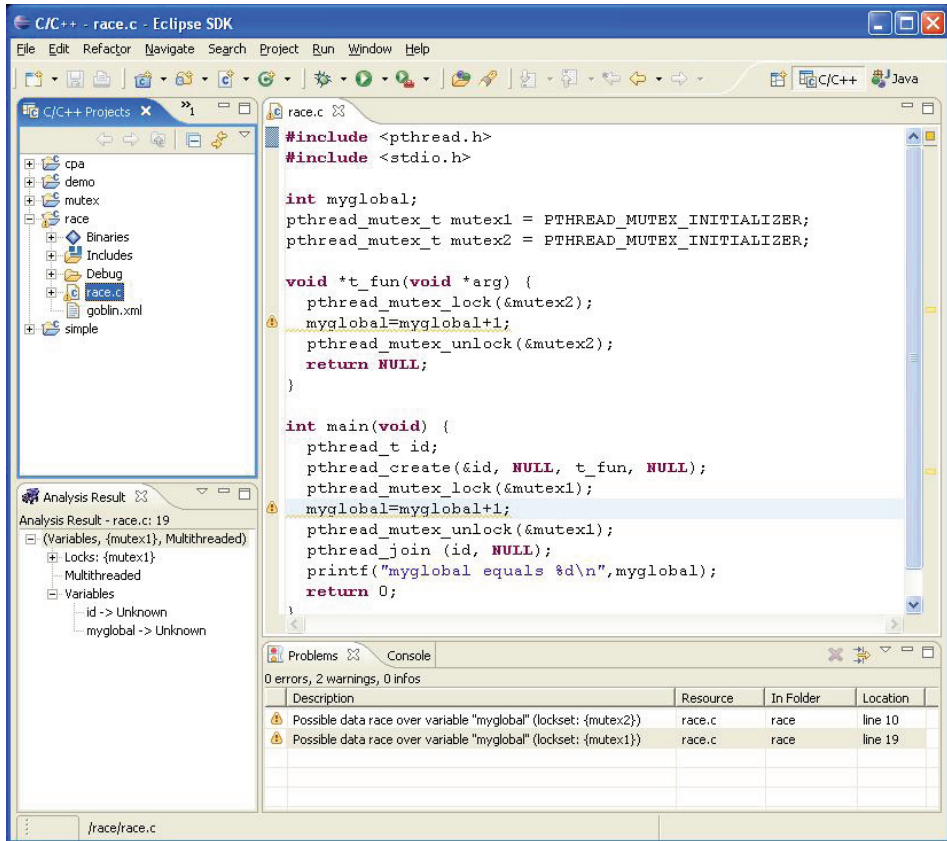 C/C++ - race.c - Eclipse SDK
File Edit Refactor Navigate Search Project Run Window Help
C/C++ Java
C/C++ Projects
»1
cpa
demo
mutex
race
Binaries
Includes
Debug
race.c
goblin.xml
simple
race.c
#include <pthread.h>
#include <stdio.h>
int myglobal;
pthread_mutex_t mutex1 = PTHREAD_MUTEX_INITIALIZER;
pthread_mutex_t mutex2 = PTHREAD_MUTEX_INITIALIZER;
void *t_fun(void *arg) {
pthread_mutex_lock(&mutex2);
myglobal=myglobal+1;
pthread_mutex_unlock(&mutex2);
return NULL;
}
int main(void) {
pthread_t id;
pthread_create(&id, NULL, t_fun, NULL);
pthread_mutex_lock(&mutex1);
myglobal=myglobal+1;
pthread_mutex_unlock(&mutex1);
pthread_join (id, NULL);
printf("myglobal equals %d\n",myglobal);
return 0;
}
Analysis Result
Analysis Result - race.c: 19
(Variables, {mutex1}, Multithreaded)
Locks: {mutex1}
Multithreaded
Variables
id -> Unknown
myglobal -> Unknown
Problems Console
0 errors, 2 warnings, 0 infos
Description Resource In Folder Location
Possible data race over variable "myglobal" (lockset: {mutex2}) race.c race line 10
Possible data race over variable "myglobal" (lockset: {mutex1}) race.c race line 19
/race/race.c